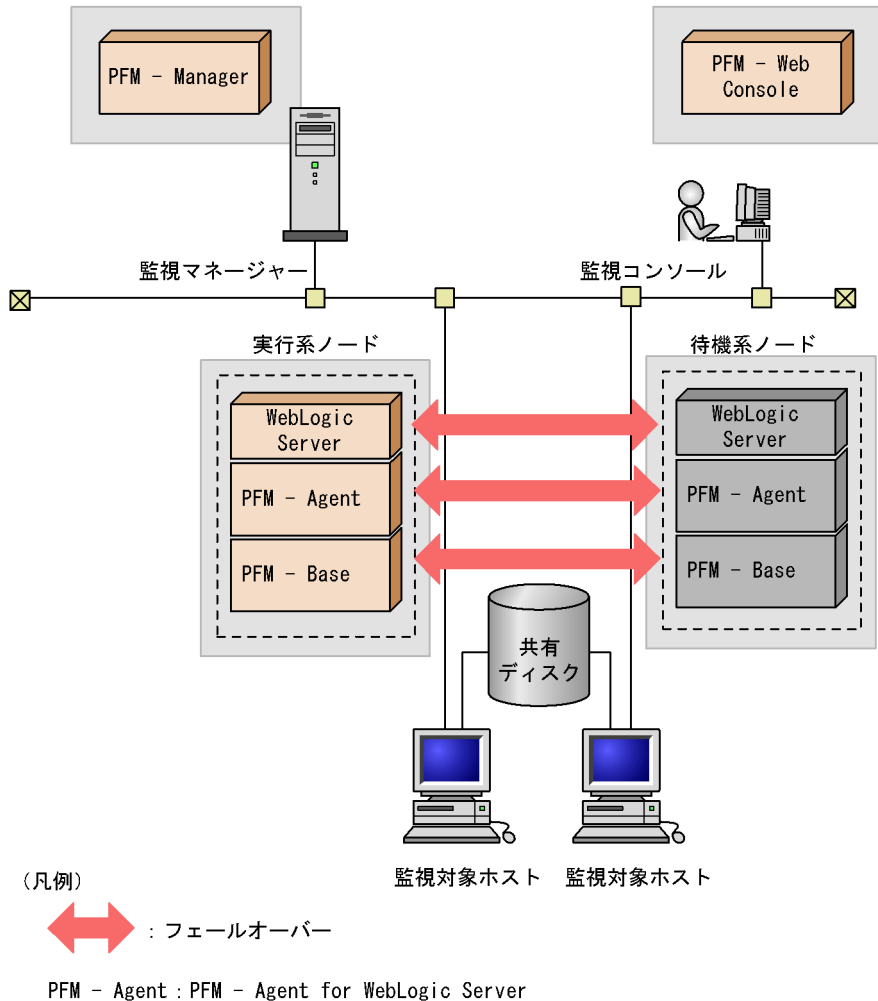 PFM － Manager
PFM － Web
Console
監視マネージャー
監視コンソール
実行系ノード
待機系ノード
WebLogic
Server
PFM － Agent
PFM － Base
WebLogic
Server
PFM － Agent
PFM － Base
共有
ディスク
監視対象ホスト
監視対象ホスト
（凡例）
：フェールオーバー
PFM － Agent：PFM － Agent for WebLogic Server